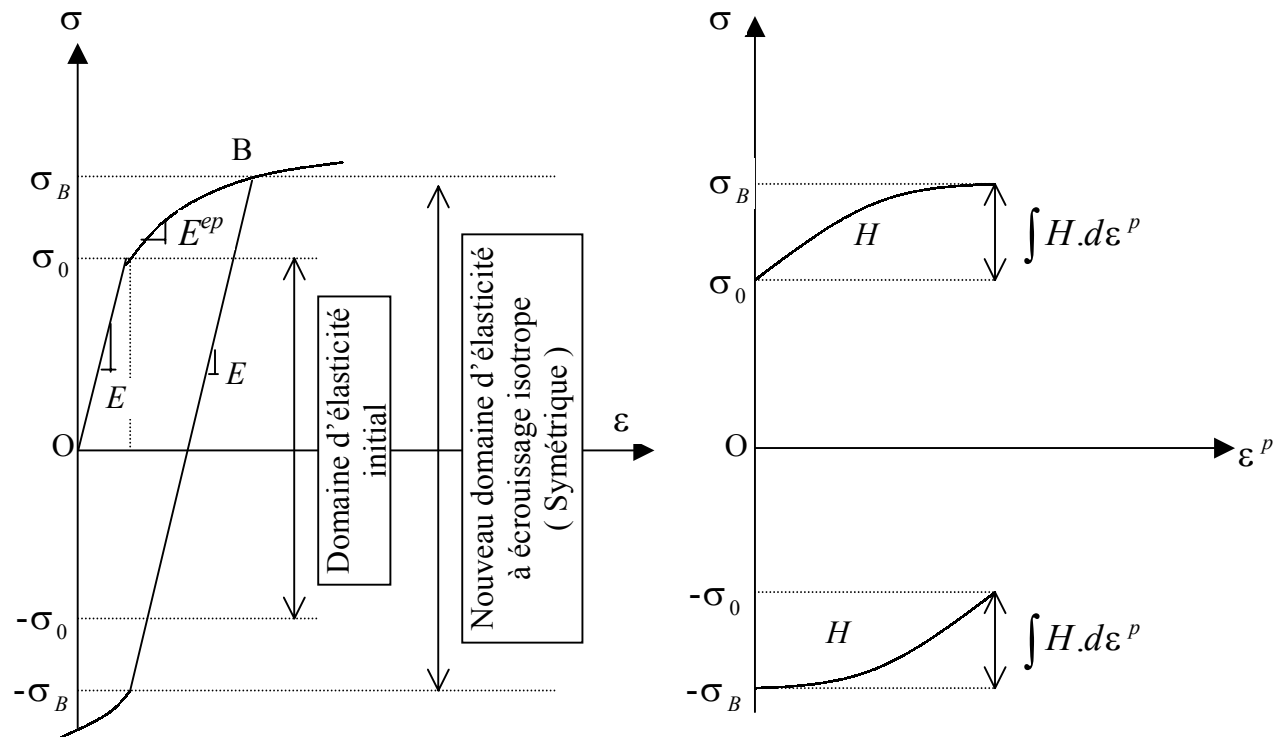 σ
B
σ_B
E^ep
σ_0
E
E
O
ε
-σ_0
-σ_B
Domaine d'élasticité
initial
Nouveau domaine d'élasticité
à écrouissage isotrope
( Symétrique )
σ
σ_B
H
∫ H.dε^p
σ_0
O
ε^p
-σ_0
H
∫ H.dε^p
-σ_B